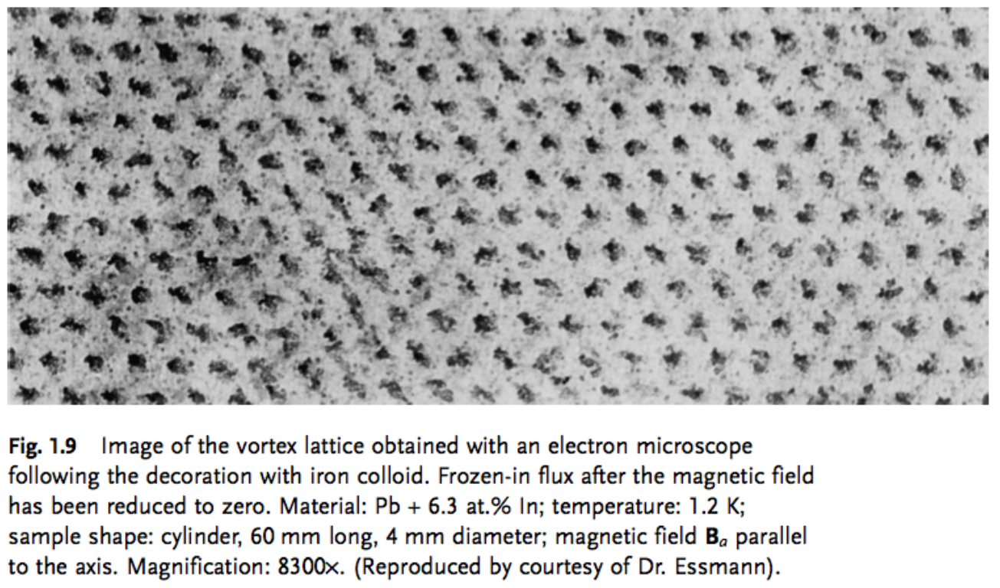 Fig. 1.9 Image of the vortex lattice obtained with an electron microscope
following the decoration with iron colloid. Frozen-in flux after the magnetic field
has been reduced to zero. Material: Pb + 6.3 at.% In; temperature: 1.2 K;
sample shape: cylinder, 60 mm long, 4 mm diameter; magnetic field Ba parallel
to the axis. Magnification: 8300×. (Reproduced by courtesy of Dr. Essmann).